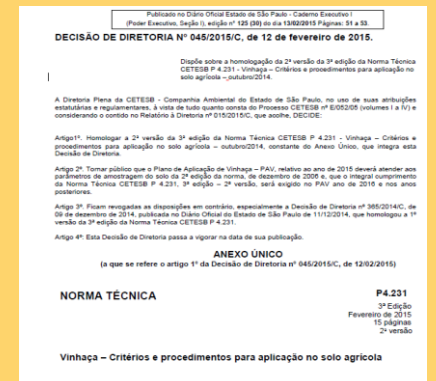 Publicado no Diário Oficial Estado de São Paulo - Caderno Executivo I
(Poder Executivo, Seção I), edição nº 125 (30) do dia 13/02/2015 Páginas: 51 a 53.
DECISÃO DE DIRETORIA Nº 045/2015/C, de 12 de fevereiro de 2015.
Dispõe sobre a homologação da 2ª versão da 3ª edição da Norma Técnica
CETESB P 4.231 - Vinhaça – Critérios e procedimentos para aplicação no
solo agrícola – outubro/2014.
A Diretoria Plena da CETESB - Companhia Ambiental do Estado de São Paulo, no uso de suas atribuições
estatutárias e regulamentares, à vista de tudo quanto consta do Processo CETESB nº E/052/05 (volumes I a IV) e
considerando o contido no Relatório à Diretoria nº 015/2015/C, que acolhe, DECIDE:
Artigo1º. Homologar a 2ª versão da 3ª edição da Norma Técnica CETESB P 4.231 - Vinhaça – Critérios e
procedimentos para aplicação no solo agrícola – outubro/2014, constante do Anexo Único, que integra esta
Decisão de Diretoria.
Artigo 2º. Tornar público que o Plano de Aplicação de Vinhaça – PAV, relativo ao ano de 2015 deverá atender aos
parâmetros de amostragem do solo da 2ª edição da norma, de dezembro de 2006 e, que o integral cumprimento
da Norma Técnica CETESB P 4.231, 3ª edição – 2ª versão, será exigido no PAV ano de 2016 e nos anos
posteriores.
Artigo 3º. Ficam revogadas as disposições em contrário, especialmente a Decisão de Diretoria nº 365/2014/C, de
09 de dezembro de 2014, publicada no Diário Oficial do Estado de São Paulo de 11/12/2014, que homologou a 1ª
versão da 3ª edição da Norma Técnica CETESB P 4.231.
Artigo 4º: Esta Decisão de Diretoria passa a vigorar na data de sua publicação.
ANEXO ÚNICO
(a que se refere o artigo 1º da Decisão de Diretoria nº 045/2015/C, de 12/02/2015)
NORMA TÉCNICA
P4.231
3ª Edição
Fevereiro de 2015
15 páginas
2ª versão
Vinhaça – Critérios e procedimentos para aplicação no solo agrícola